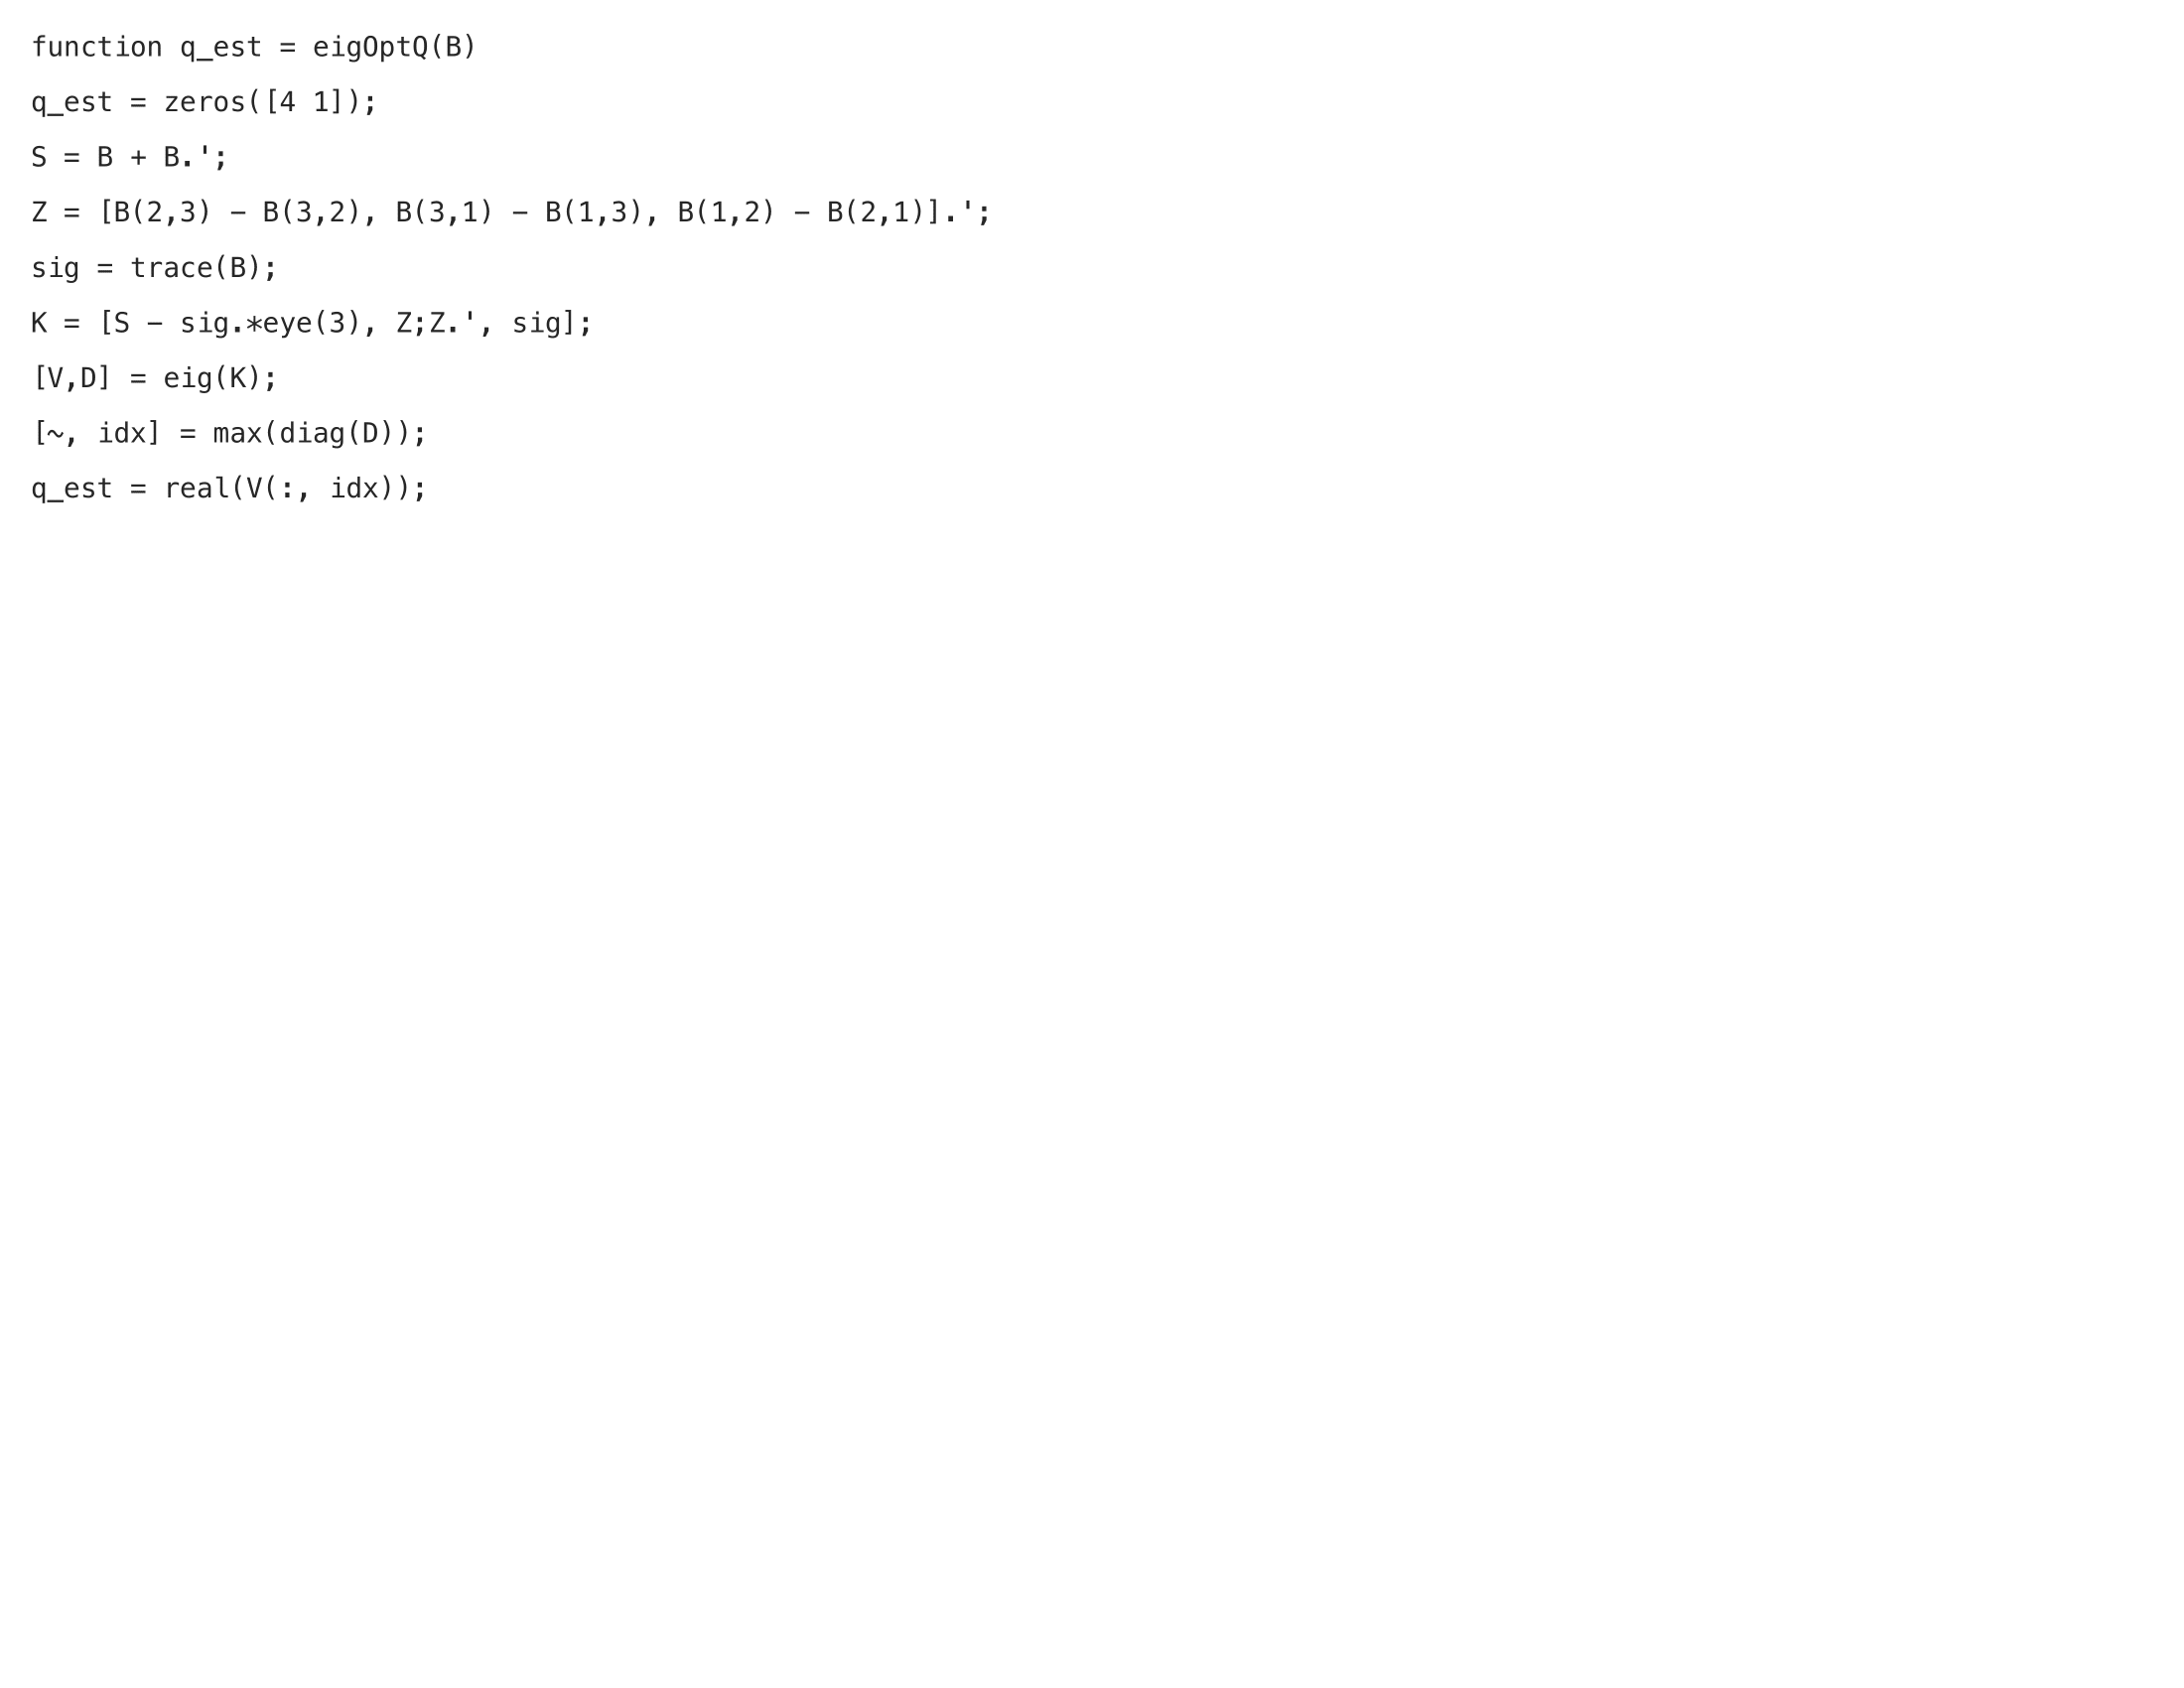 function q_est = eigOptQ(B)
q_est = zeros([4 1]);
S = B + B.';
Z = [B(2,3) − B(3,2), B(3,1) − B(1,3), B(1,2) − B(2,1)].';
sig = trace(B);
K = [S − sig.*eye(3), Z;Z.', sig];
[V,D] = eig(K);
[~, idx] = max(diag(D));
q_est = real(V(:, idx));